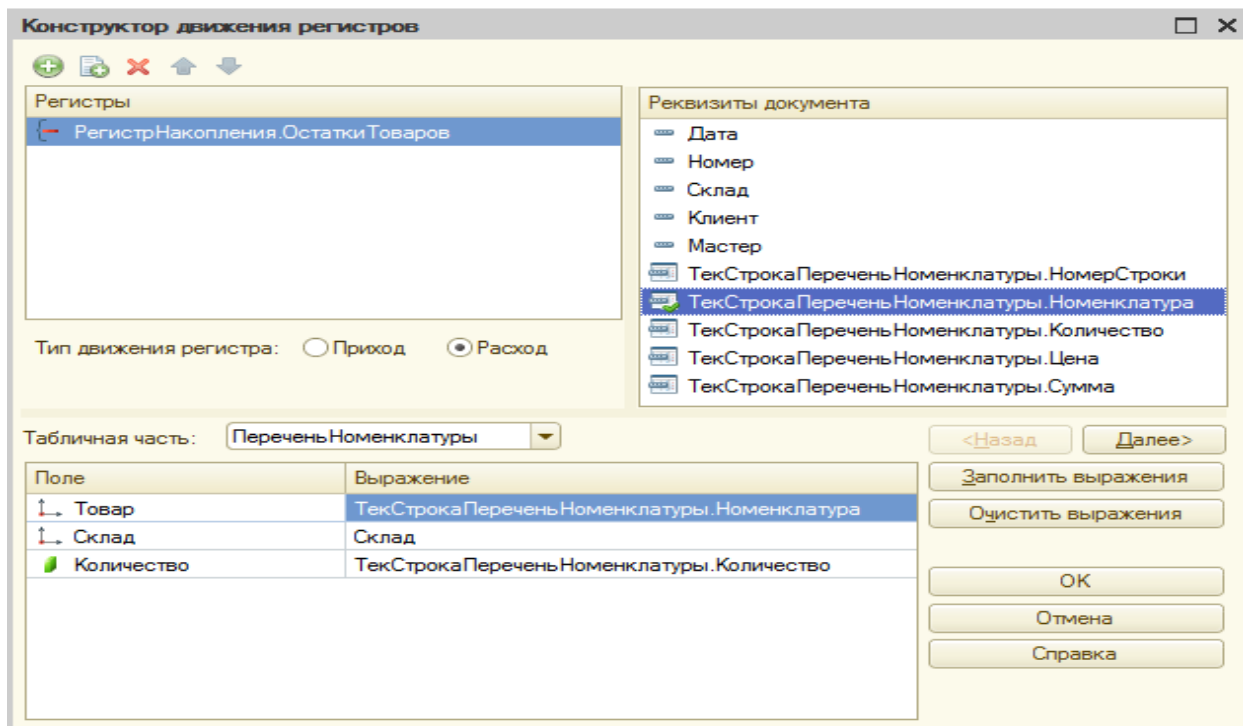 Конструктор движения регистров
Регистры
РегистрНакопления.ОстаткиТоваров
Тип движения регистра: Приход Расход
Реквизиты документа
Дата
Номер
Склад
Клиент
Мастер
ТекСтрокаПереченьНоменклатуры.НомерСтроки
ТекСтрокаПереченьНоменклатуры.Номенклатура
ТекСтрокаПереченьНоменклатуры.Количество
ТекСтрокаПереченьНоменклатуры.Цена
ТекСтрокаПереченьНоменклатуры.Сумма
Табличная часть: ПереченьНоменклатуры
<Назад Далее>
Поле Выражение
Товар ТекСтрокаПереченьНоменклатуры.Номенклатура
Склад Склад
Количество ТекСтрокаПереченьНоменклатуры.Количество
Заполнить выражения
Очистить выражения
ОК
Отмена
Справка